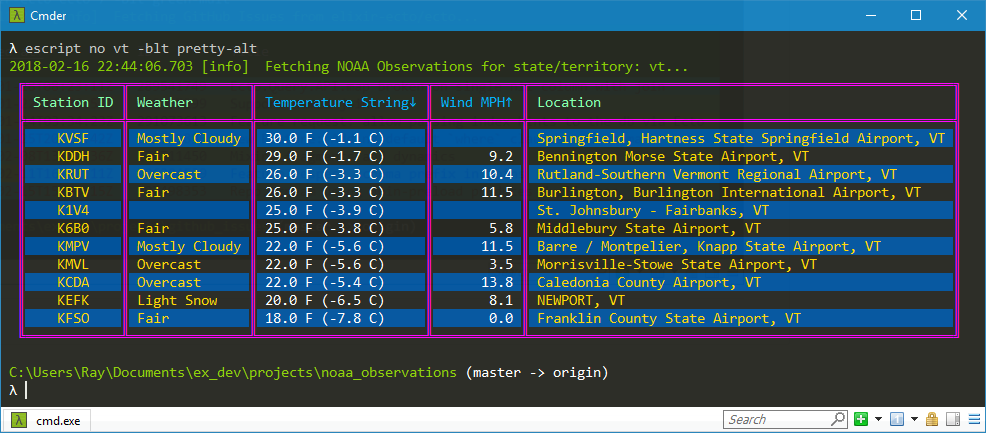 Cmder
λ escript no vt -blt pretty-alt
2018-02-16 22:44:06.703 [info]  Fetching NOAA Observations for state/territory: vt...
Station ID  Weather  Temperature String↓  Wind MPH↑  Location
KVSF  Mostly Cloudy  30.0 F (-1.1 C)  Springfield, Hartness State Springfield Airport, VT
KDDH  Fair  29.0 F (-1.7 C)  9.2  Bennington Morse State Airport, VT
KRUT  Overcast  26.0 F (-3.3 C)  10.4  Rutland-Southern Vermont Regional Airport, VT
KBTV  Fair  26.0 F (-3.3 C)  11.5  Burlington, Burlington International Airport, VT
K1V4  25.0 F (-3.9 C)  St. Johnsbury - Fairbanks, VT
K6B0  Fair  25.0 F (-3.8 C)  5.8  Middlebury State Airport, VT
KMPV  Mostly Cloudy  22.0 F (-5.6 C)  11.5  Barre / Montpelier, Knapp State Airport, VT
KMVL  Overcast  22.0 F (-5.6 C)  3.5  Morrisville-Stowe State Airport, VT
KCDA  Overcast  22.0 F (-5.4 C)  13.8  Caledonia County Airport, VT
KEFK  Light Snow  20.0 F (-6.5 C)  8.1  NEWPORT, VT
KFSO  Fair  18.0 F (-7.8 C)  0.0  Franklin County State Airport, VT
C:\Users\Ray\Documents\ex_dev\projects\noaa_observations (master -> origin)
λ
λ cmd.exe  Search